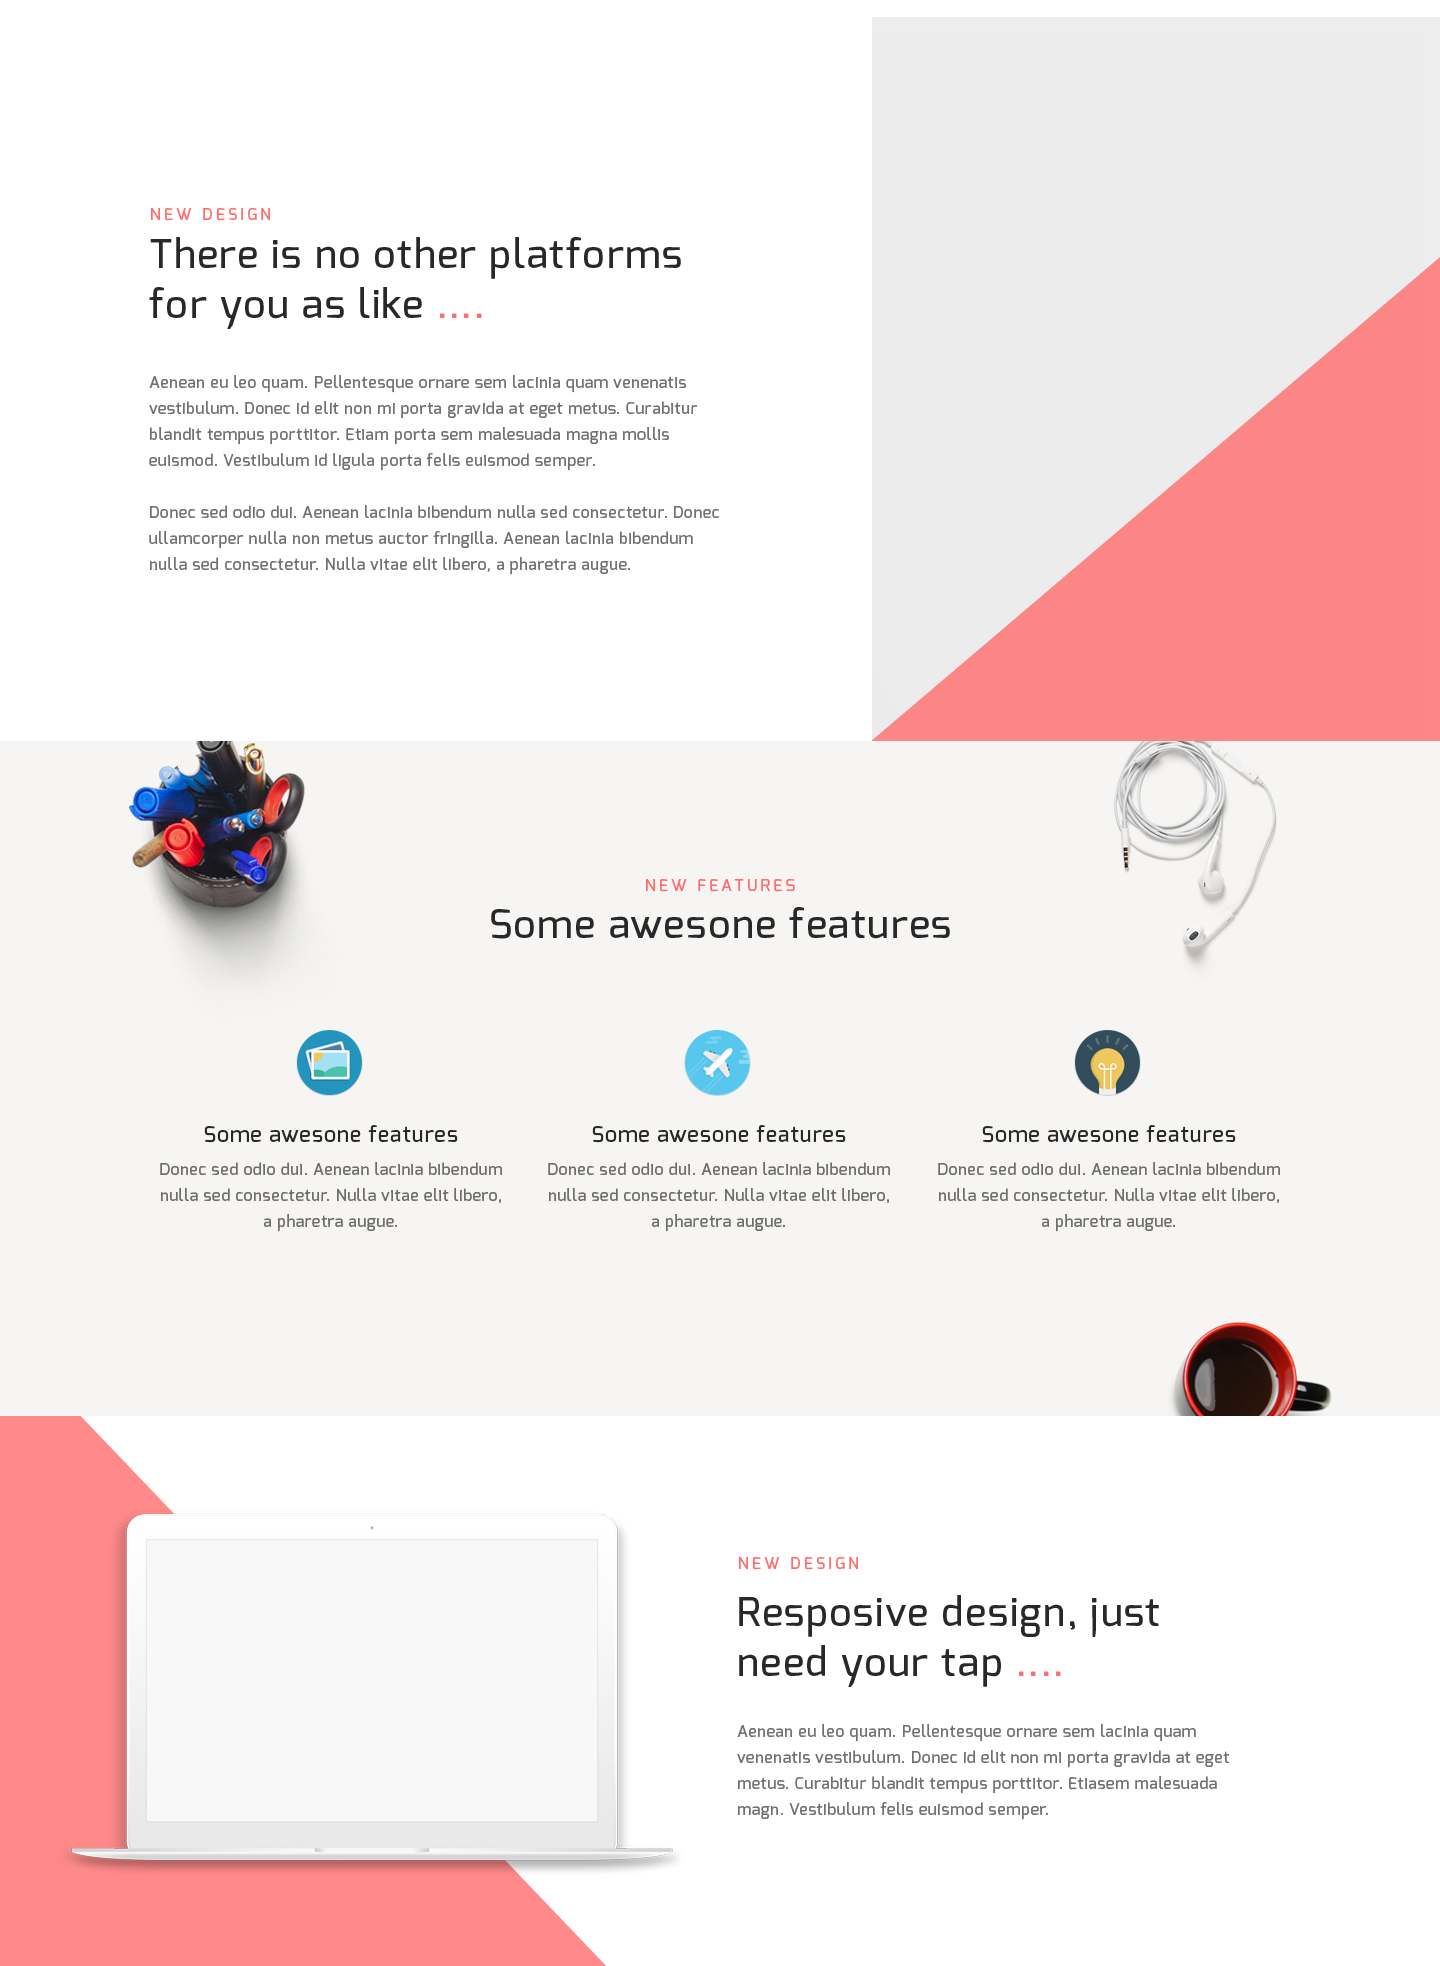 NEW DESIGN
There is no other platforms
for you as like ....
Aenean eu leo quam. Pellentesque ornare sem lacinia quam venenatis
vestibulum. Donec id elit non mi porta gravida at eget metus. Curabitur
blandit tempus porttitor. Etiam porta sem malesuada magna mollis
euismod. Vestibulum id ligula porta felis euismod semper.
Donec sed odio dui. Aenean lacinia bibendum nulla sed consectetur. Donec
ullamcorper nulla non metus auctor fringilla. Aenean lacinia bibendum
nulla sed consectetur. Nulla vitae elit libero, a pharetra augue.
NEW FEATURES
Some awesone features
Some awesone features
Donec sed odio dui. Aenean lacinia bibendum
nulla sed consectetur. Nulla vitae elit libero,
a pharetra augue.
Some awesone features
Donec sed odio dui. Aenean lacinia bibendum
nulla sed consectetur. Nulla vitae elit libero,
a pharetra augue.
Some awesone features
Donec sed odio dui. Aenean lacinia bibendum
nulla sed consectetur. Nulla vitae elit libero,
a pharetra augue.
NEW DESIGN
Resposive design, just
need your tap ....
Aenean eu leo quam. Pellentesque ornare sem lacinia quam
venenatis vestibulum. Donec id elit non mi porta gravida at eget
metus. Curabitur blandit tempus porttitor. Etiasem malesuada
magn. Vestibulum felis euismod semper.